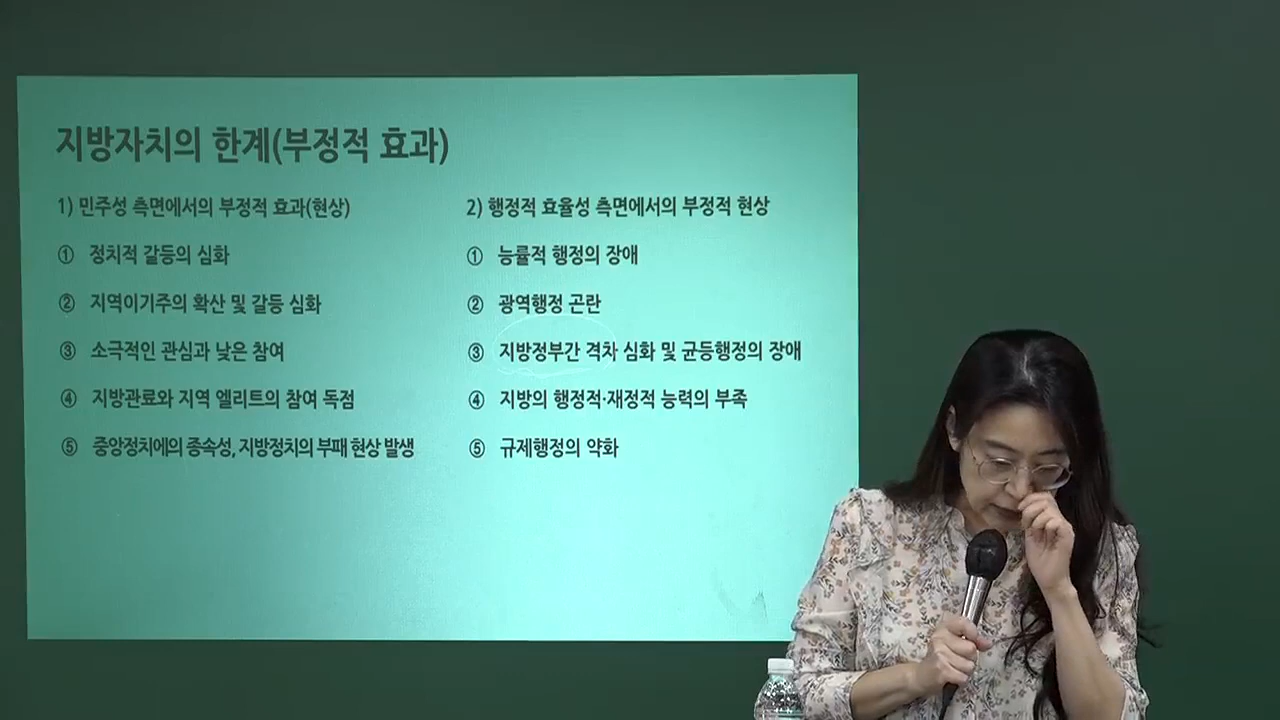 지방자치의 한계(부정적 효과)
1) 민주성 측면에서의 부정적 효과(현상)
① 정치적 갈등의 심화
② 지역이기주의 확산 및 갈등 심화
③ 소극적인 관심과 낮은 참여
④ 지방관료와 지역 엘리트의 참여 독점
⑤ 중앙정치에의 종속성, 지방정치의 부패 현상 발생
2) 행정적 효율성 측면에서의 부정적 현상
① 능률적 행정의 장애
② 광역행정 곤란
③ 지방정부간 격차 심화 및 균등행정의 장애
④ 지방의 행정적·재정적 능력의 부족
⑤ 규제행정의 약화